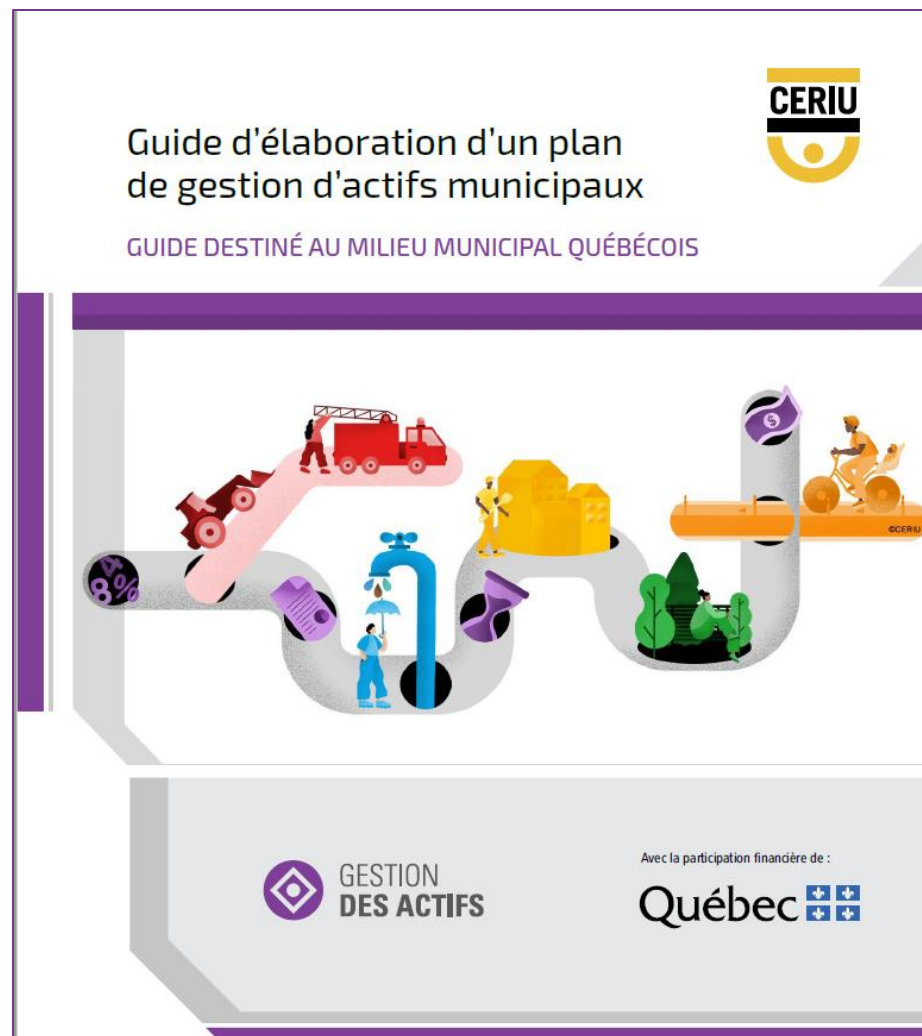 CERIU
Guide d'élaboration d'un plan
de gestion d'actifs municipaux
GUIDE DESTINÉ AU MILIEU MUNICIPAL QUÉBÉCOIS
$
©CERIU
48%
GESTION
DES ACTIFS
Avec la participation financière de :
Québec